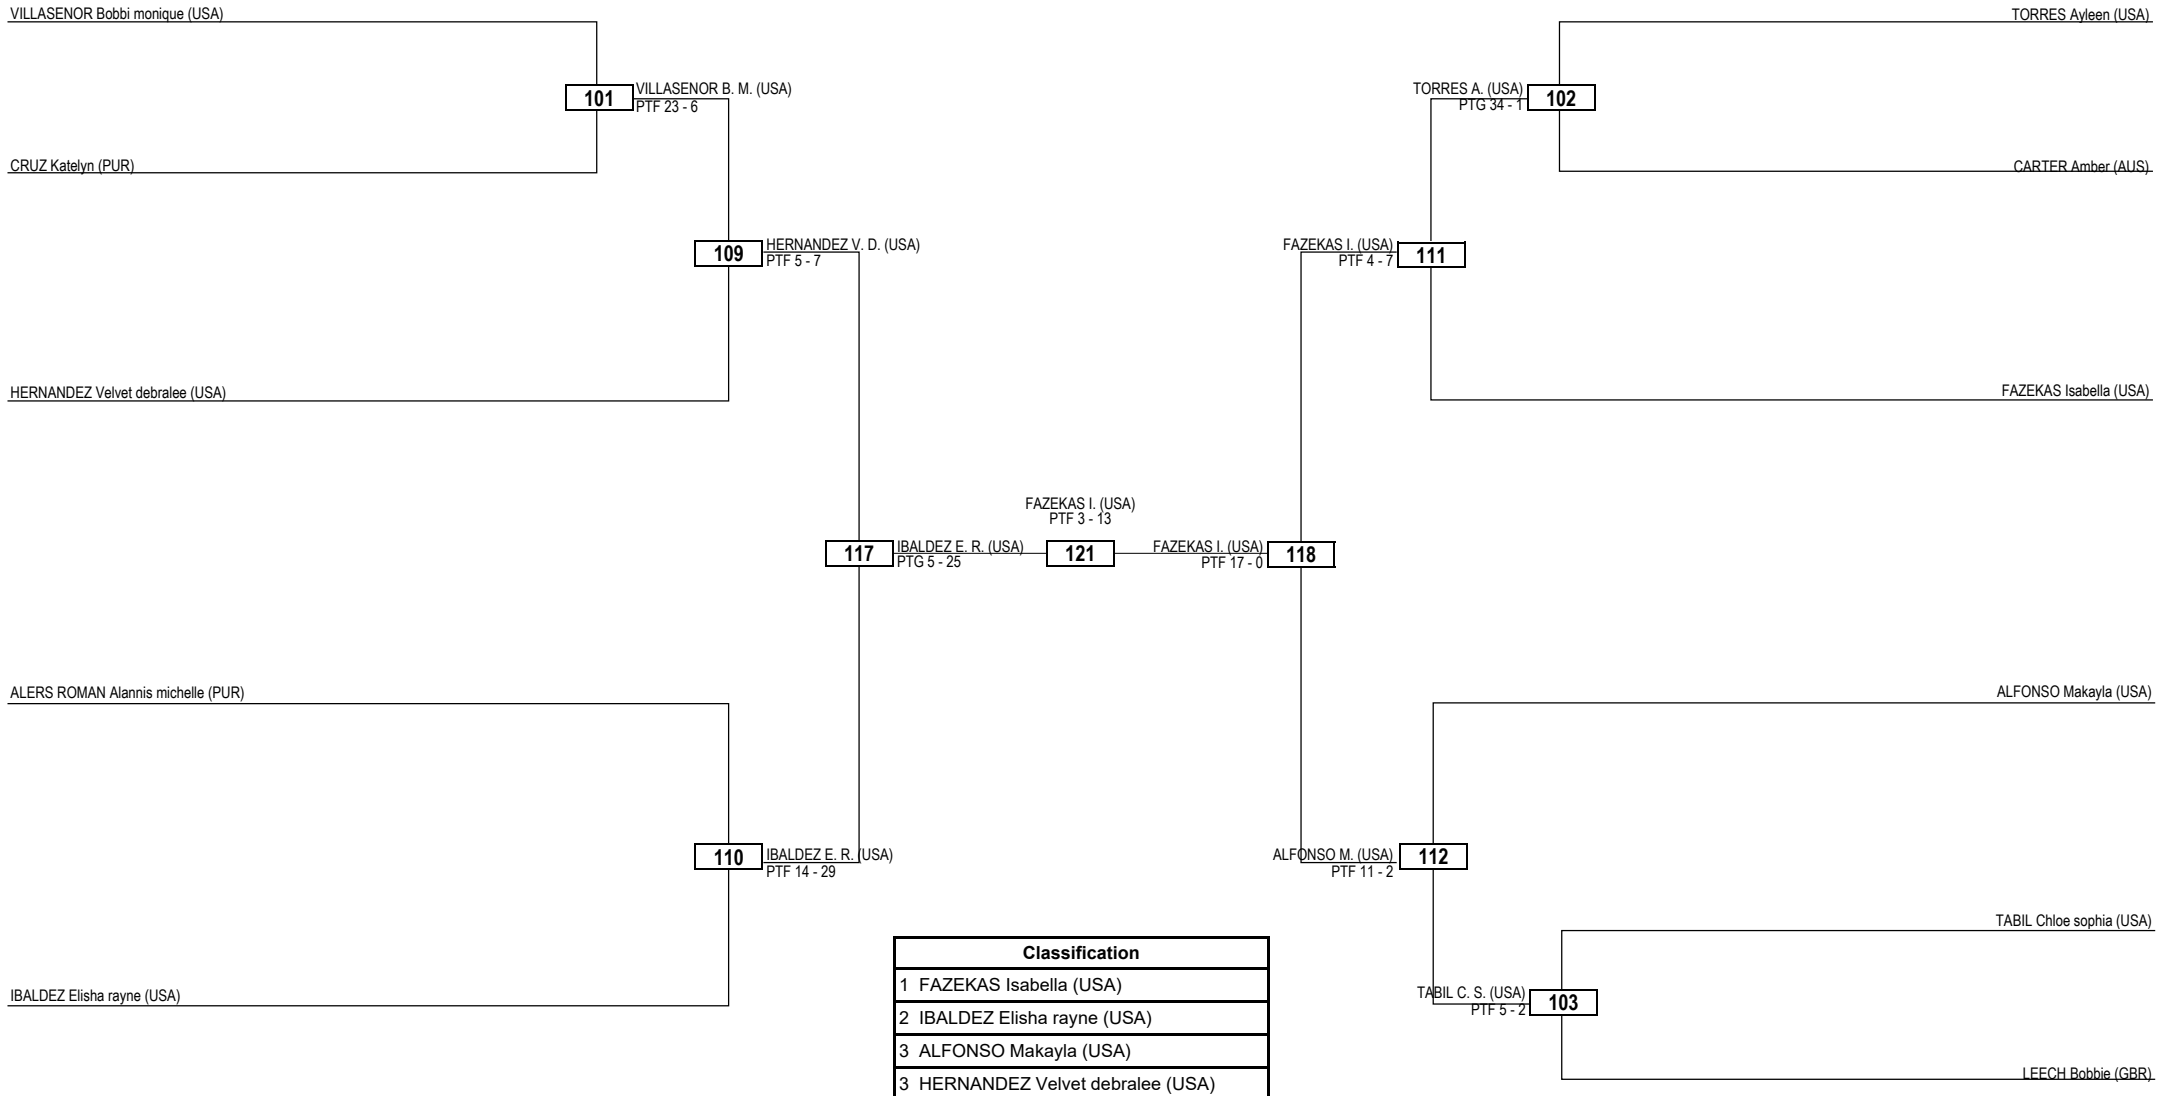 VILLASENOR Bobbi monique (USA)
TORRES Ayleen (USA)
101
VILLASENOR B. M. (USA)
PTF 23 - 6
TORRES A. (USA)
PTG 34 - 1
102
CRUZ Katelyn (PUR)
CARTER Amber (AUS)
109
HERNANDEZ V. D. (USA)
PTF 5 - 7
FAZEKAS I. (USA)
PTF 4 - 7
111
HERNANDEZ Velvet debralee (USA)
FAZEKAS Isabella (USA)
FAZEKAS I. (USA)
PTF 3 - 13
117
IBALDEZ E. R. (USA)
PTG 5 - 25
121
FAZEKAS I. (USA)
PTF 17 - 0
118
ALERS ROMAN Alannis michelle (PUR)
ALFONSO Makayla (USA)
110
IBALDEZ E. R. (USA)
PTF 14 - 29
ALFONSO M. (USA)
PTF 11 - 2
112
TABIL Chloe sophia (USA)
IBALDEZ Elisha rayne (USA)
TABIL C. S. (USA)
PTF 5 - 2
103
LEECH Bobbie (GBR)
Classification
1 FAZEKAS Isabella (USA)
2 IBALDEZ Elisha rayne (USA)
3 ALFONSO Makayla (USA)
3 HERNANDEZ Velvet debralee (USA)